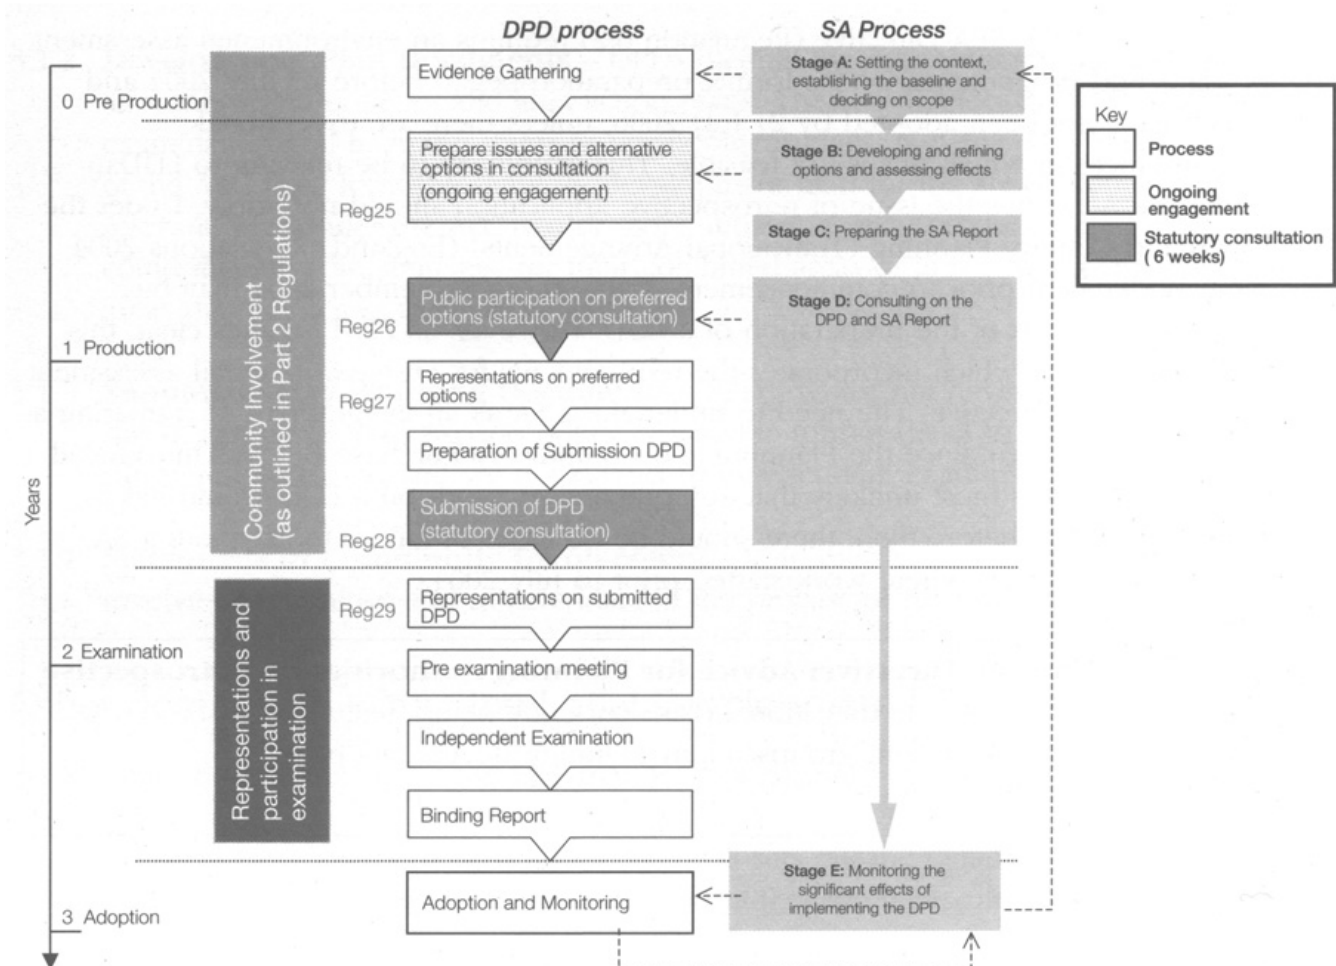 DPD process
SA Process
Evidence Gathering
Stage A: Setting the context,
establishing the baseline and
deciding on scope
0 Pre Production
Key
Process
Ongoing
engagement
Statutory consultation
( 6 weeks)
Prepare issues and alternative
options in consultation
(ongoing engagement)
Reg25
Stage B: Developing and refining
options and assessing effects
Stage C: Preparing the SA Report
Community Involvement
(as outlined in Part 2 Regulations)
Public participation on preferred
options (statutory consultation)
Reg26
Stage D: Consulting on the
DPD and SA Report
1 Production
Representations on preferred
options
Reg27
Preparation of Submission DPD
Years
Submission of DPD
(statutory consultation)
Reg28
Reg29
Representations on submitted
DPD
2 Examination
Representations and
participation in
examination
Pre examination meeting
Independent Examination
Binding Report
Stage E: Monitoring the
significant effects of
implementing the DPD
Adoption and Monitoring
3 Adoption